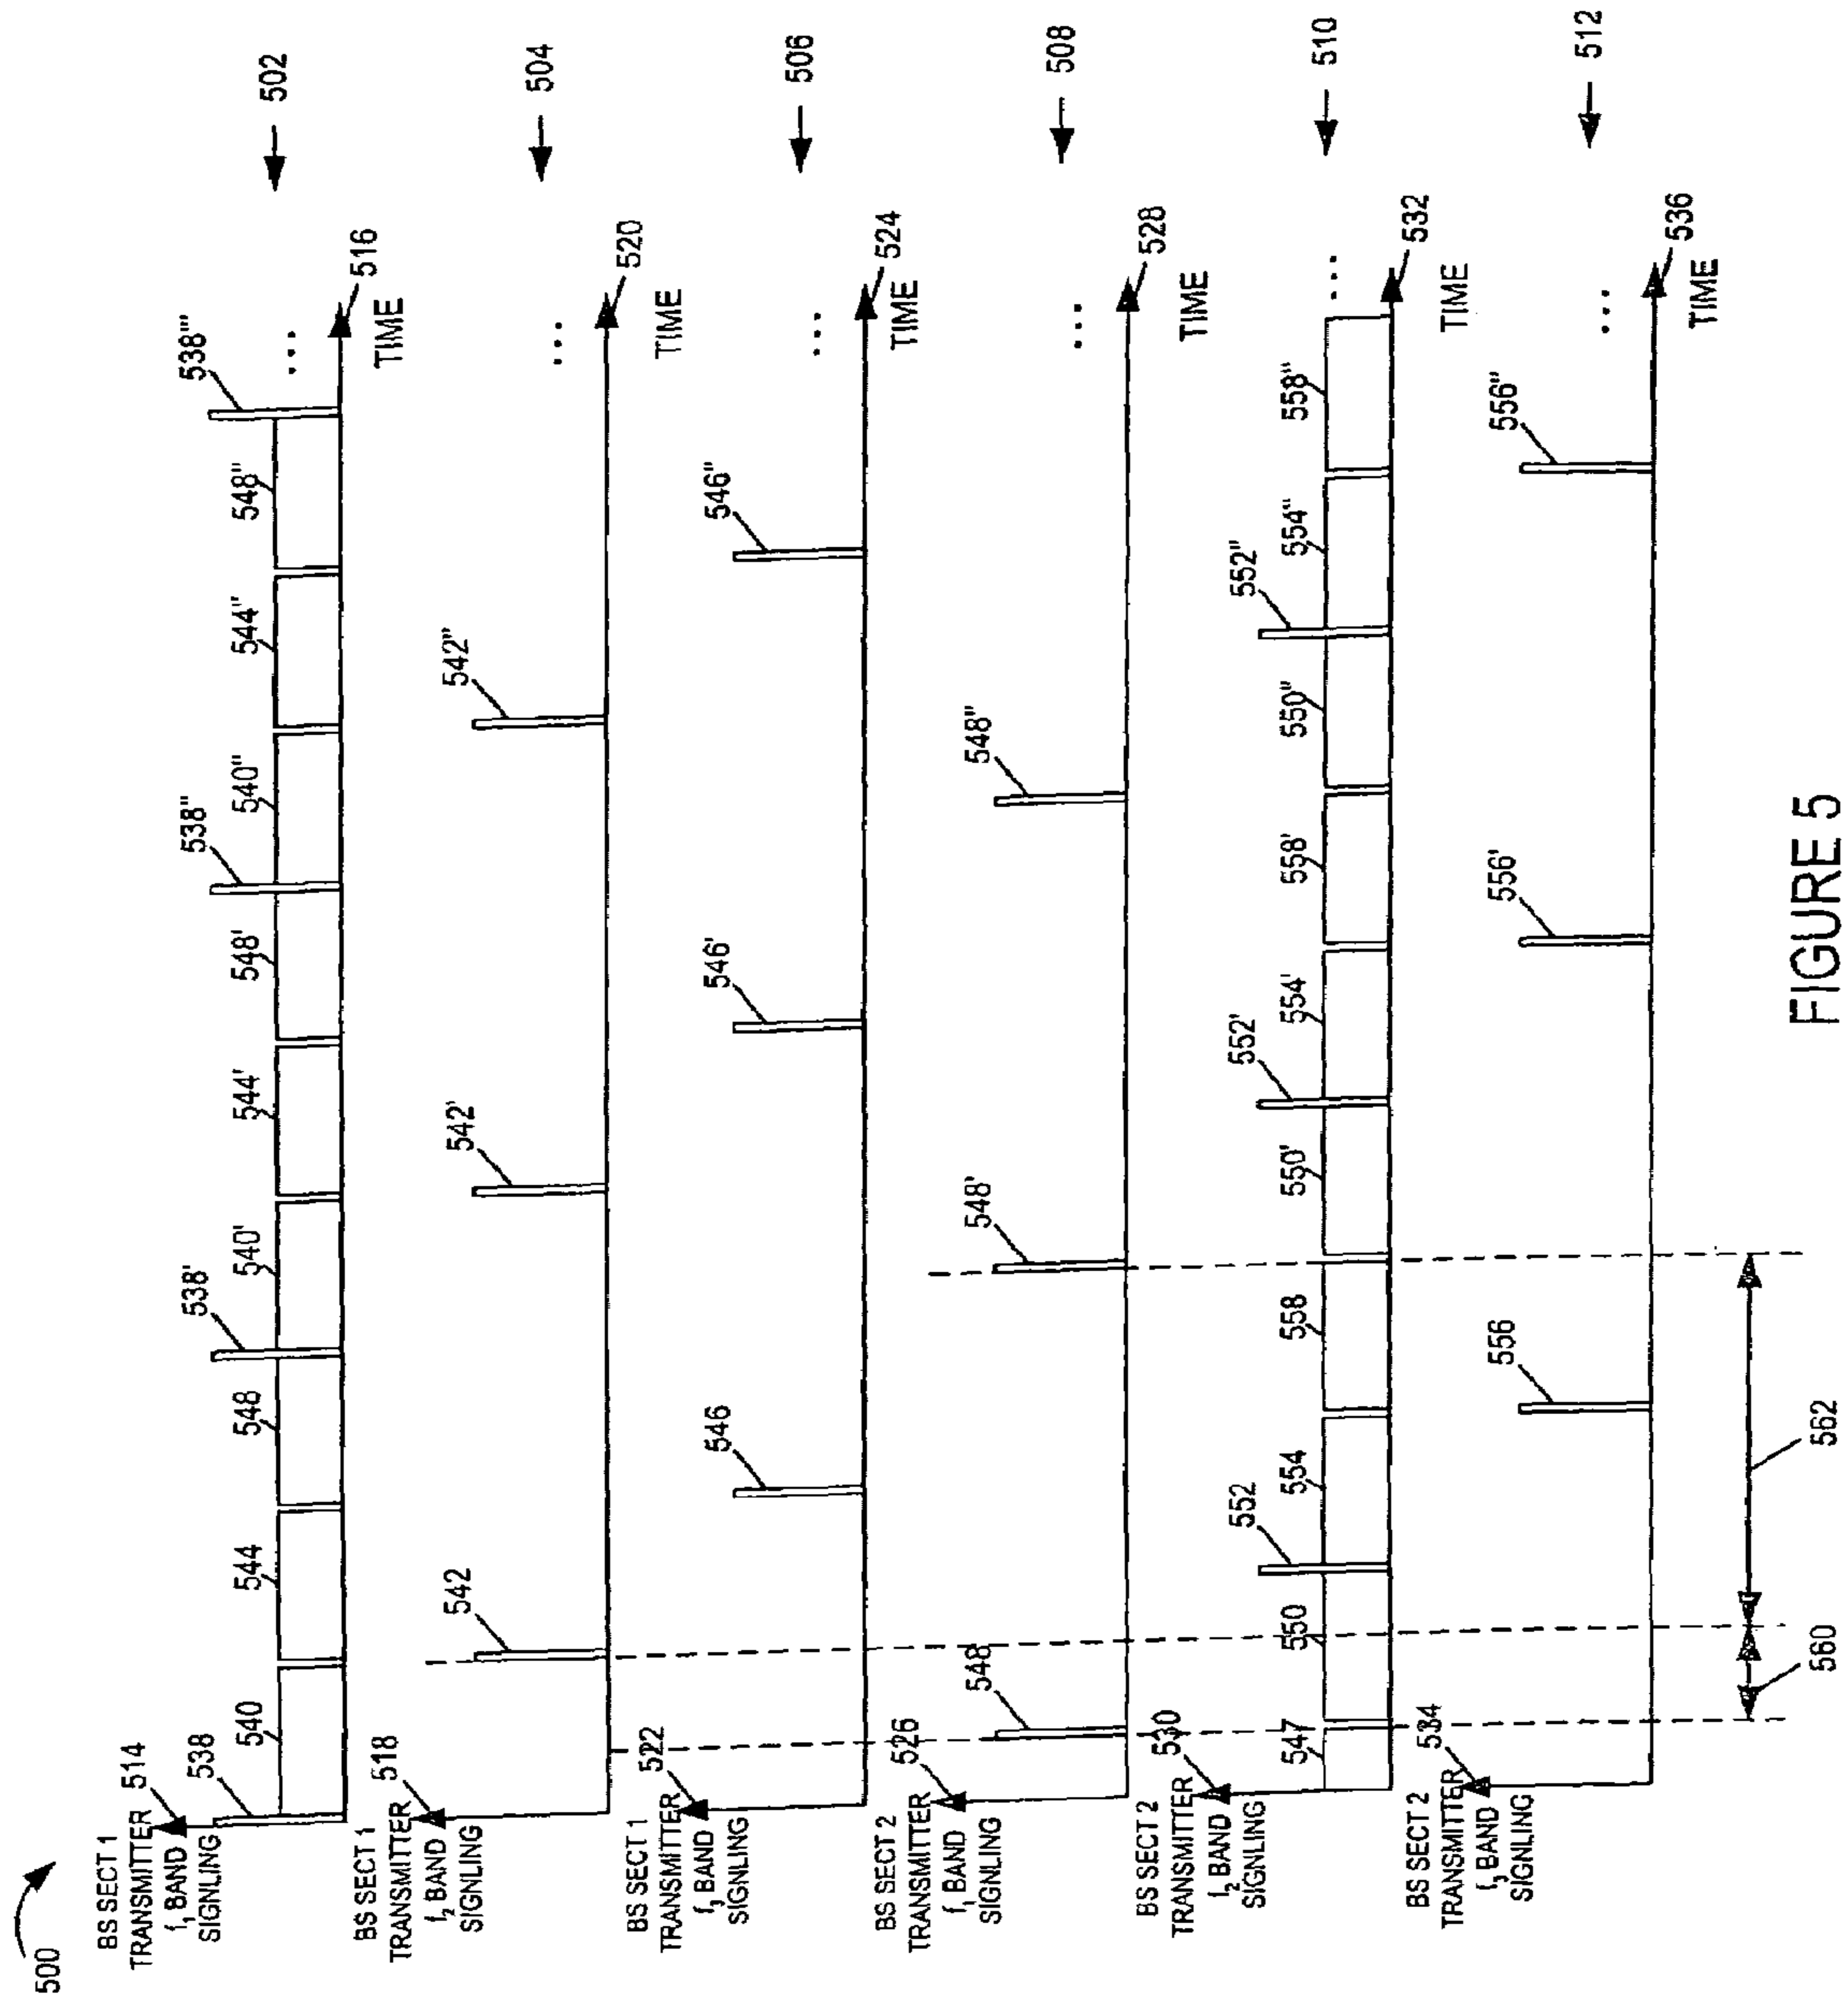 500
BS SECT 1
TRANSMITTER
f₁ BAND
SIGNLING
514
538
540
544
548
538'
540'
544'
548'
538''
540''
544''
548''
538'''
...
516
TIME
502
BS SECT 1
TRANSMITTER
f₂ BAND
SIGNLING
518
542
542'
542''
...
520
TIME
504
BS SECT 1
TRANSMITTER
f₃ BAND
SIGNLING
522
546
546'
546''
...
524
TIME
506
BS SECT 2
TRANSMITTER
f₁ BAND
SIGNLING
526
548
548'
548''
...
528
TIME
508
BS SECT 2
TRANSMITTER
f₂ BAND
SIGNLING
530
547
550
552
554
558
550'
552'
554'
558'
550''
552''
554''
558''
...
532
TIME
510
BS SECT 2
TRANSMITTER
f₃ BAND
SIGNLING
534
556
556'
556''
...
536
TIME
512
560
562
FIGURE 5